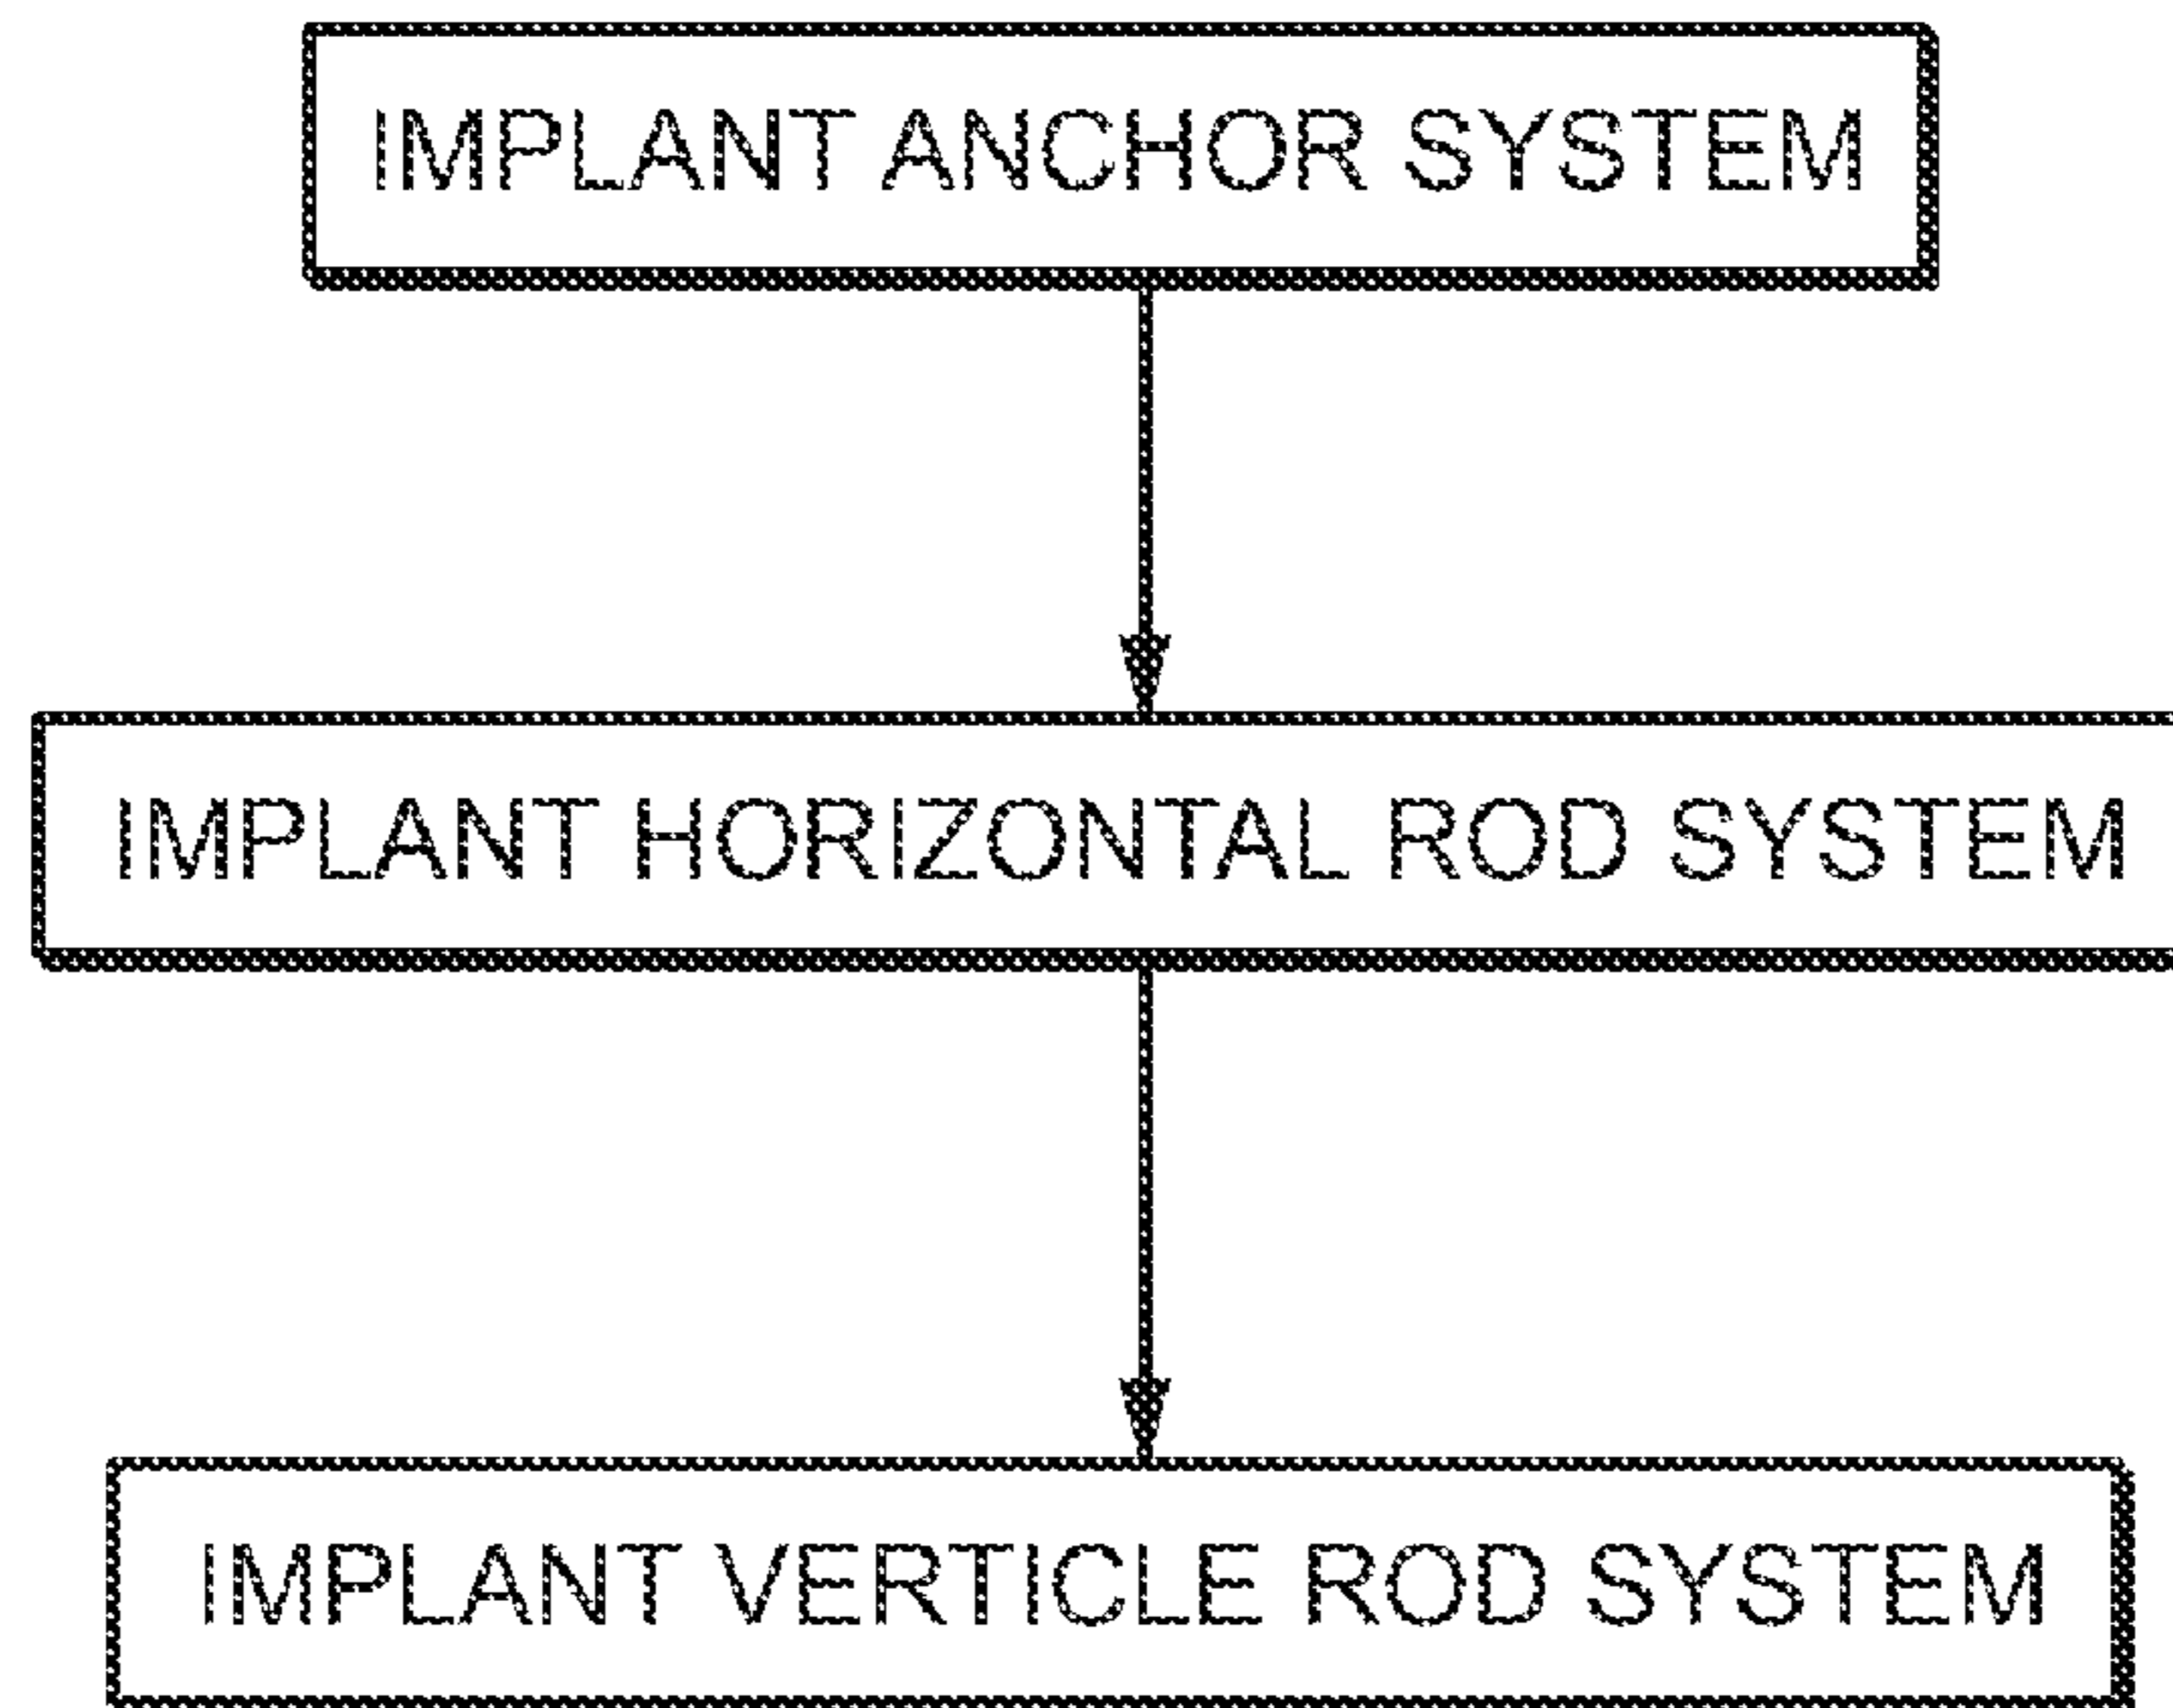 IMPLANT ANCHOR SYSTEM
IMPLANT HORIZONTAL ROD SYSTEM
IMPLANT VERTICLE ROD SYSTEM